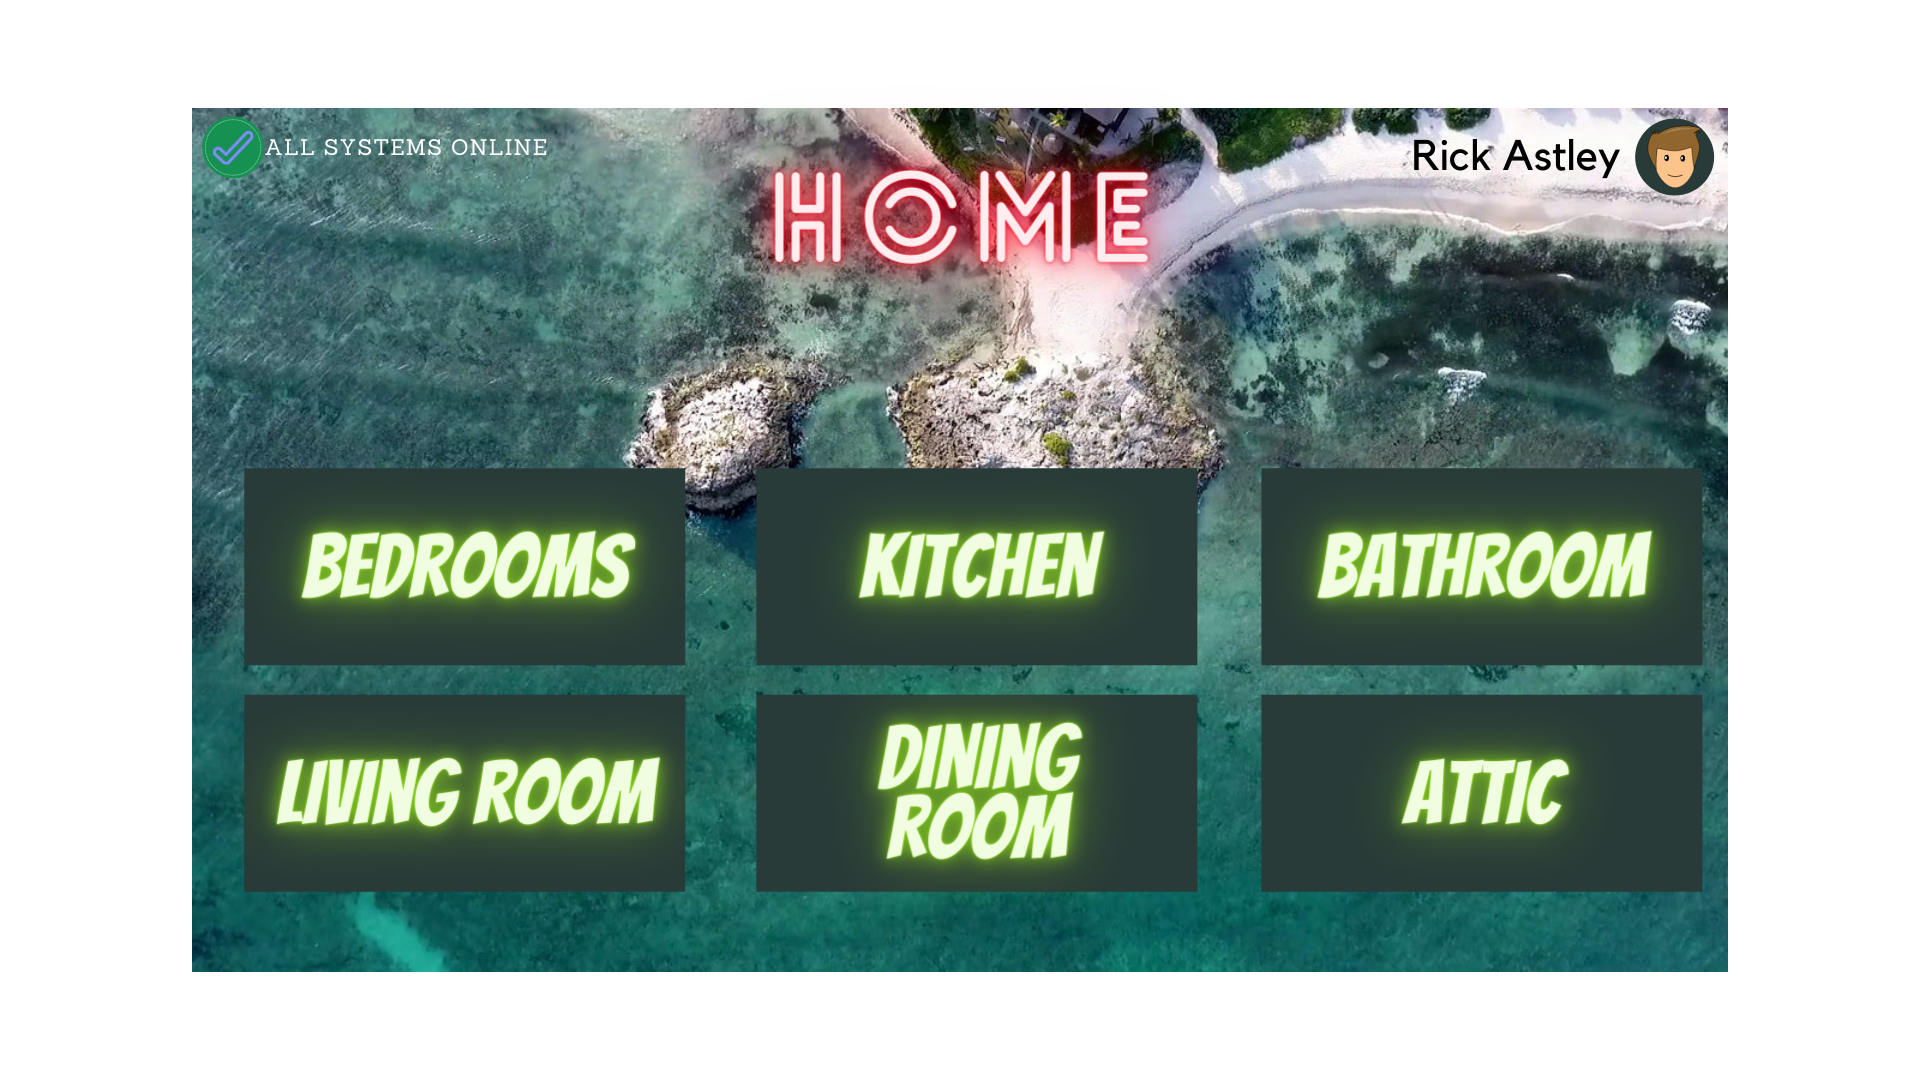 ALL SYSTEMS ONLINE
Rick Astley
HOME
BEDROOMS
KITCHEN
BATHROOM
LIVING ROOM
DINING
ROOM
ATTIC